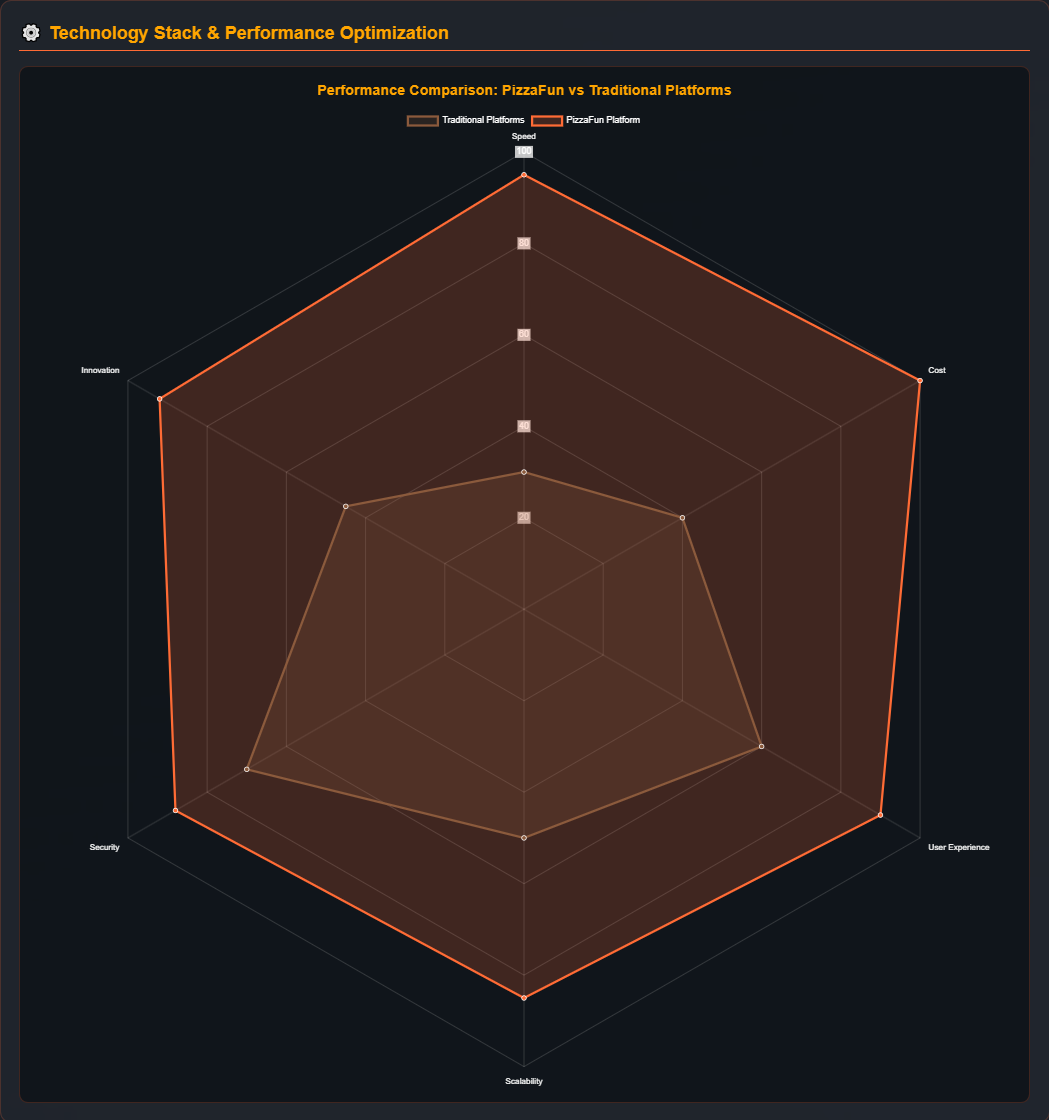 Technology Stack & Performance Optimization
Performance Comparison: PizzaFun vs Traditional Platforms
Traditional Platforms PizzaFun Platform
Speed
100
80
60
Innovation
Cost
40
20
Security
User Experience
Scalability